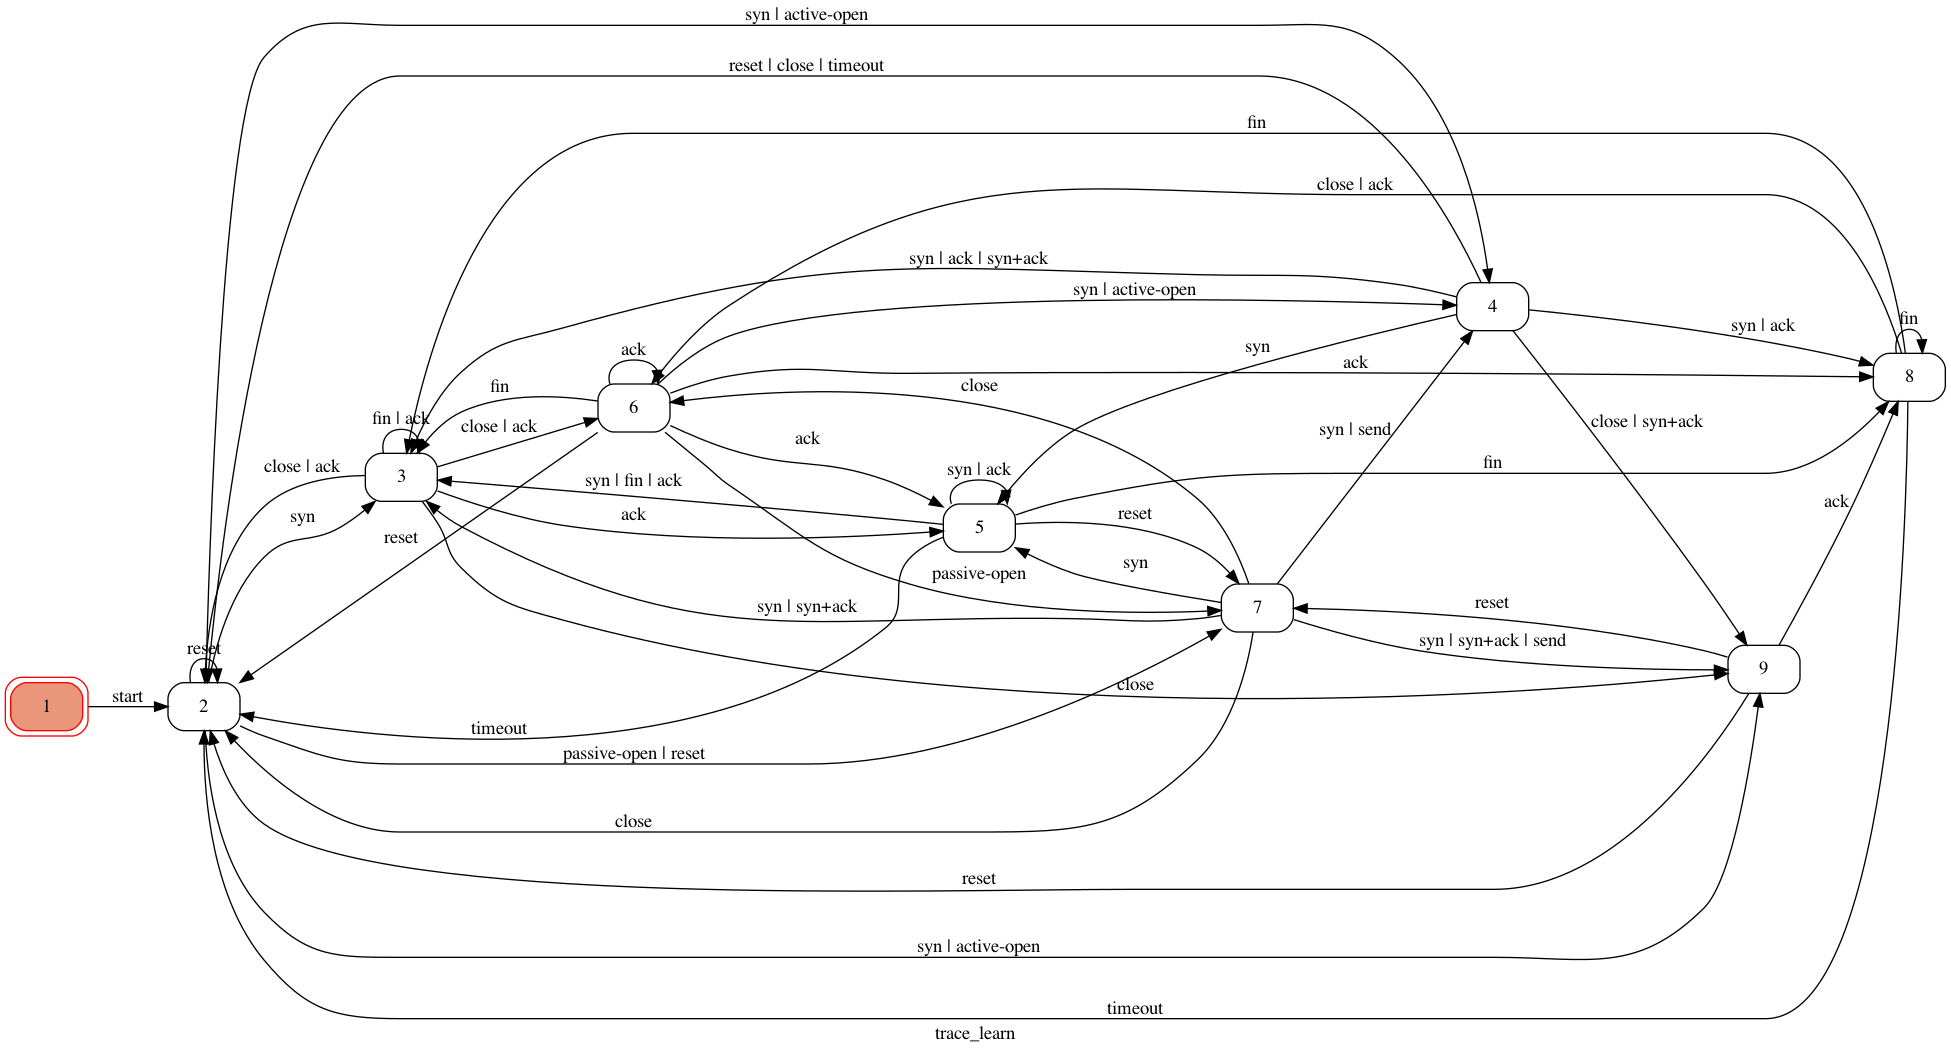 syn | active-open
reset | close | timeout
fin
close | ack
syn | ack | syn+ack
syn | active-open
4
syn | ack
fin
ack
syn
ack
8
fin
close
6
fin | ack
close | ack
syn | send
close | syn+ack
ack
close | ack
3
syn | fin | ack
syn | ack
fin
syn
ack
5
reset
ack
reset
passive-open
syn
syn | syn+ack
7
reset
syn | syn+ack | send
reset
9
close
start
1
2
timeout
passive-open | reset
close
reset
syn | active-open
timeout
trace_learn